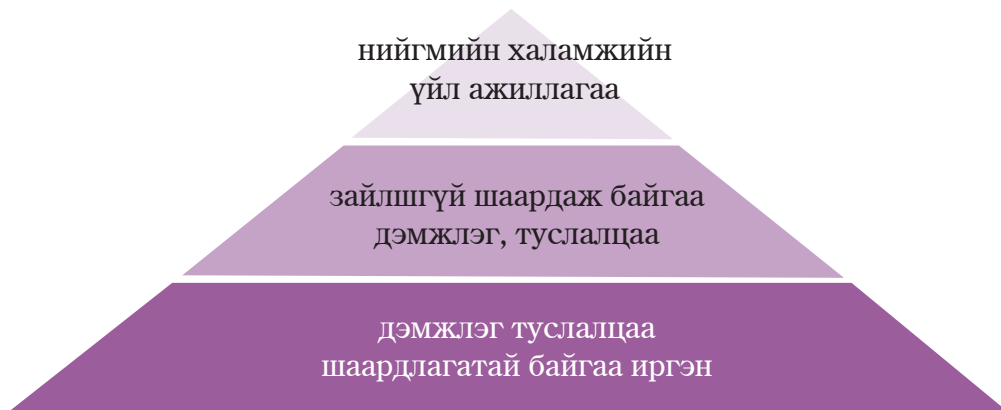 нийгмийн халамжийн
үйл ажиллагаа
зайлшгүй шаардаж байгаа
дэмжлэг, туслалцаа
дэмжлэг туслалцаа
шаардлагатай байгаа иргэн